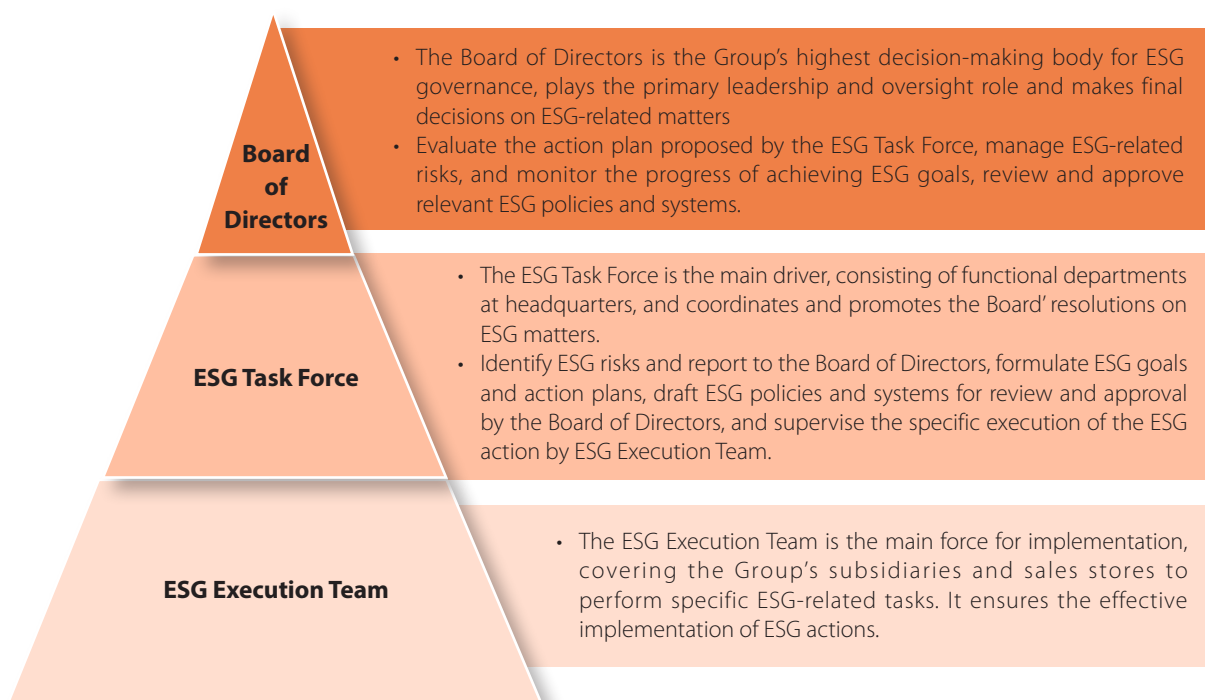 Board
of
Directors
• The Board of Directors is the Group’s highest decision-making body for ESG
governance, plays the primary leadership and oversight role and makes final
decisions on ESG-related matters
• Evaluate the action plan proposed by the ESG Task Force, manage ESG-related
risks, and monitor the progress of achieving ESG goals, review and approve
relevant ESG policies and systems.
ESG Task Force
• The ESG Task Force is the main driver, consisting of functional departments
at headquarters, and coordinates and promotes the Board’ resolutions on
ESG matters.
• Identify ESG risks and report to the Board of Directors, formulate ESG goals
and action plans, draft ESG policies and systems for review and approval
by the Board of Directors, and supervise the specific execution of the ESG
action by ESG Execution Team.
ESG Execution Team
• The ESG Execution Team is the main force for implementation,
covering the Group’s subsidiaries and sales stores to
perform specific ESG-related tasks. It ensures the effective
implementation of ESG actions.